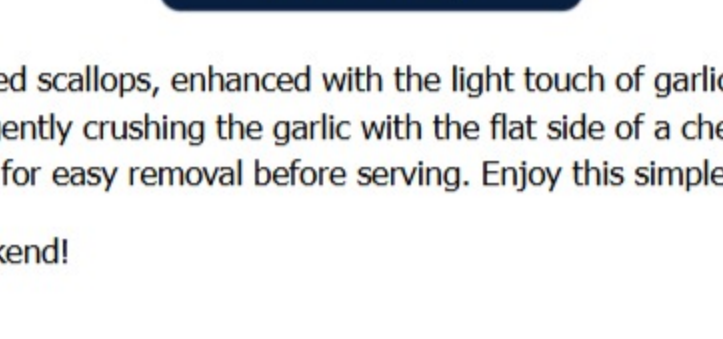 ed scallops, enhanced with the light touch of garlic
ently crushing the garlic with the flat side of a che
for easy removal before serving. Enjoy this simple
kend!